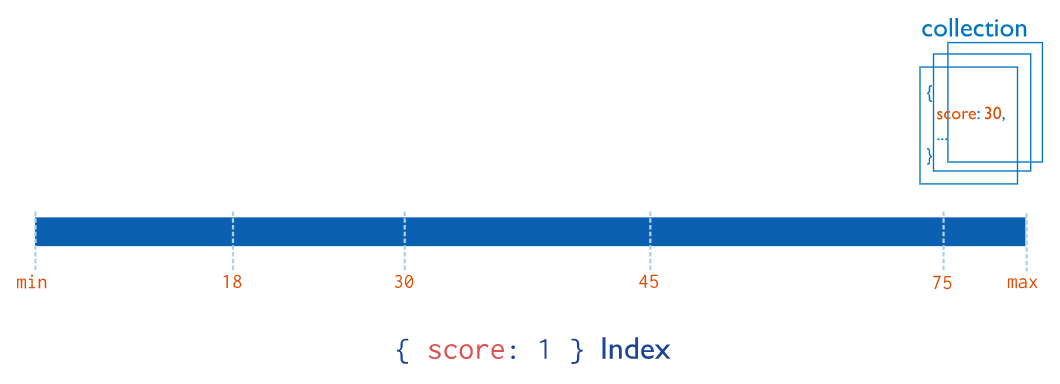 collection
{
score: 30,
...
}
min 18 30 45 75 max
{ score: 1 } Index